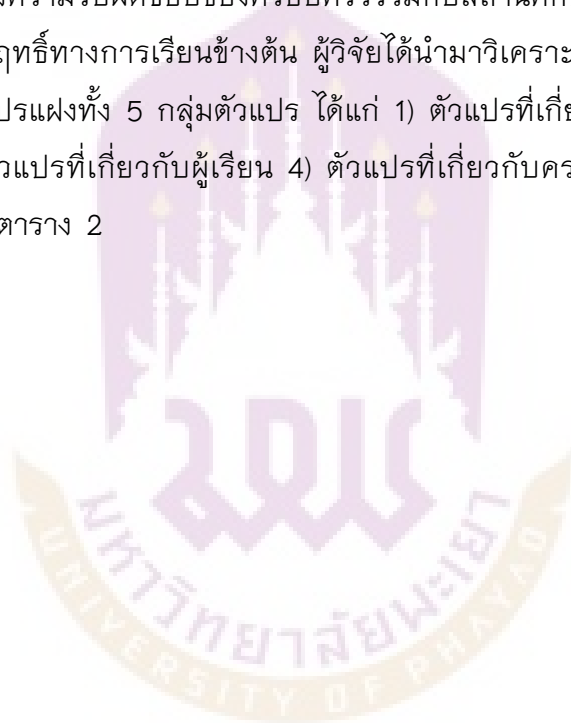 ฤทธิ์ทางการเรียนข้างต้น ผู้วิจัยได้นำมาวิเคราะ
ปรแฝงทั้ง 5 กลุ่มตัวแปร ได้แก่ 1) ตัวแปรที่เกี่ย
วแปรที่เกี่ยวกับผู้เรียน 4) ตัวแปรที่เกี่ยวกับคร
ตาราง 2
มหาวิทยาลัยพะเยา
UNIVERSITY OF PHAYAO